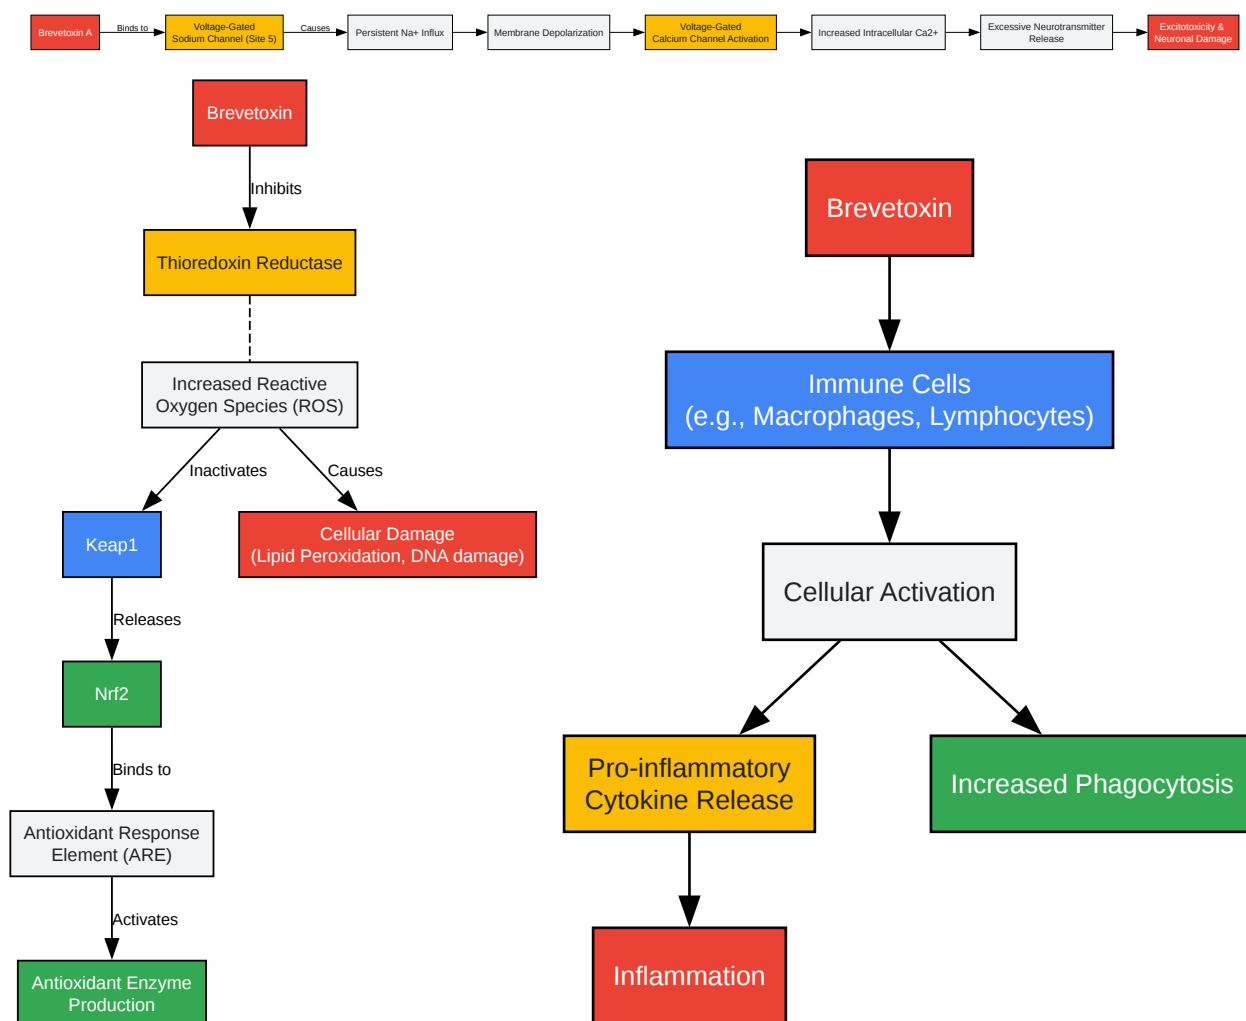 Brevetoxin A
Binds to
Voltage-Gated
Sodium Channel (Site 5)
Causes
Persistent Na+ Influx
Membrane Depolarization
Voltage-Gated
Calcium Channel Activation
Increased Intracellular Ca2+
Excessive Neurotransmitter
Release
Excitotoxicity &
Neuronal Damage
Brevetoxin
Inhibits
Thioredoxin Reductase
Increased Reactive
Oxygen Species (ROS)
Inactivates
Causes
Keap1
Cellular Damage
(Lipid Peroxidation, DNA damage)
Releases
Nrf2
Binds to
Antioxidant Response
Element (ARE)
Activates
Antioxidant Enzyme
Production
Brevetoxin
Immune Cells
(e.g., Macrophages, Lymphocytes)
Cellular Activation
Pro-inflammatory
Cytokine Release
Increased Phagocytosis
Inflammation